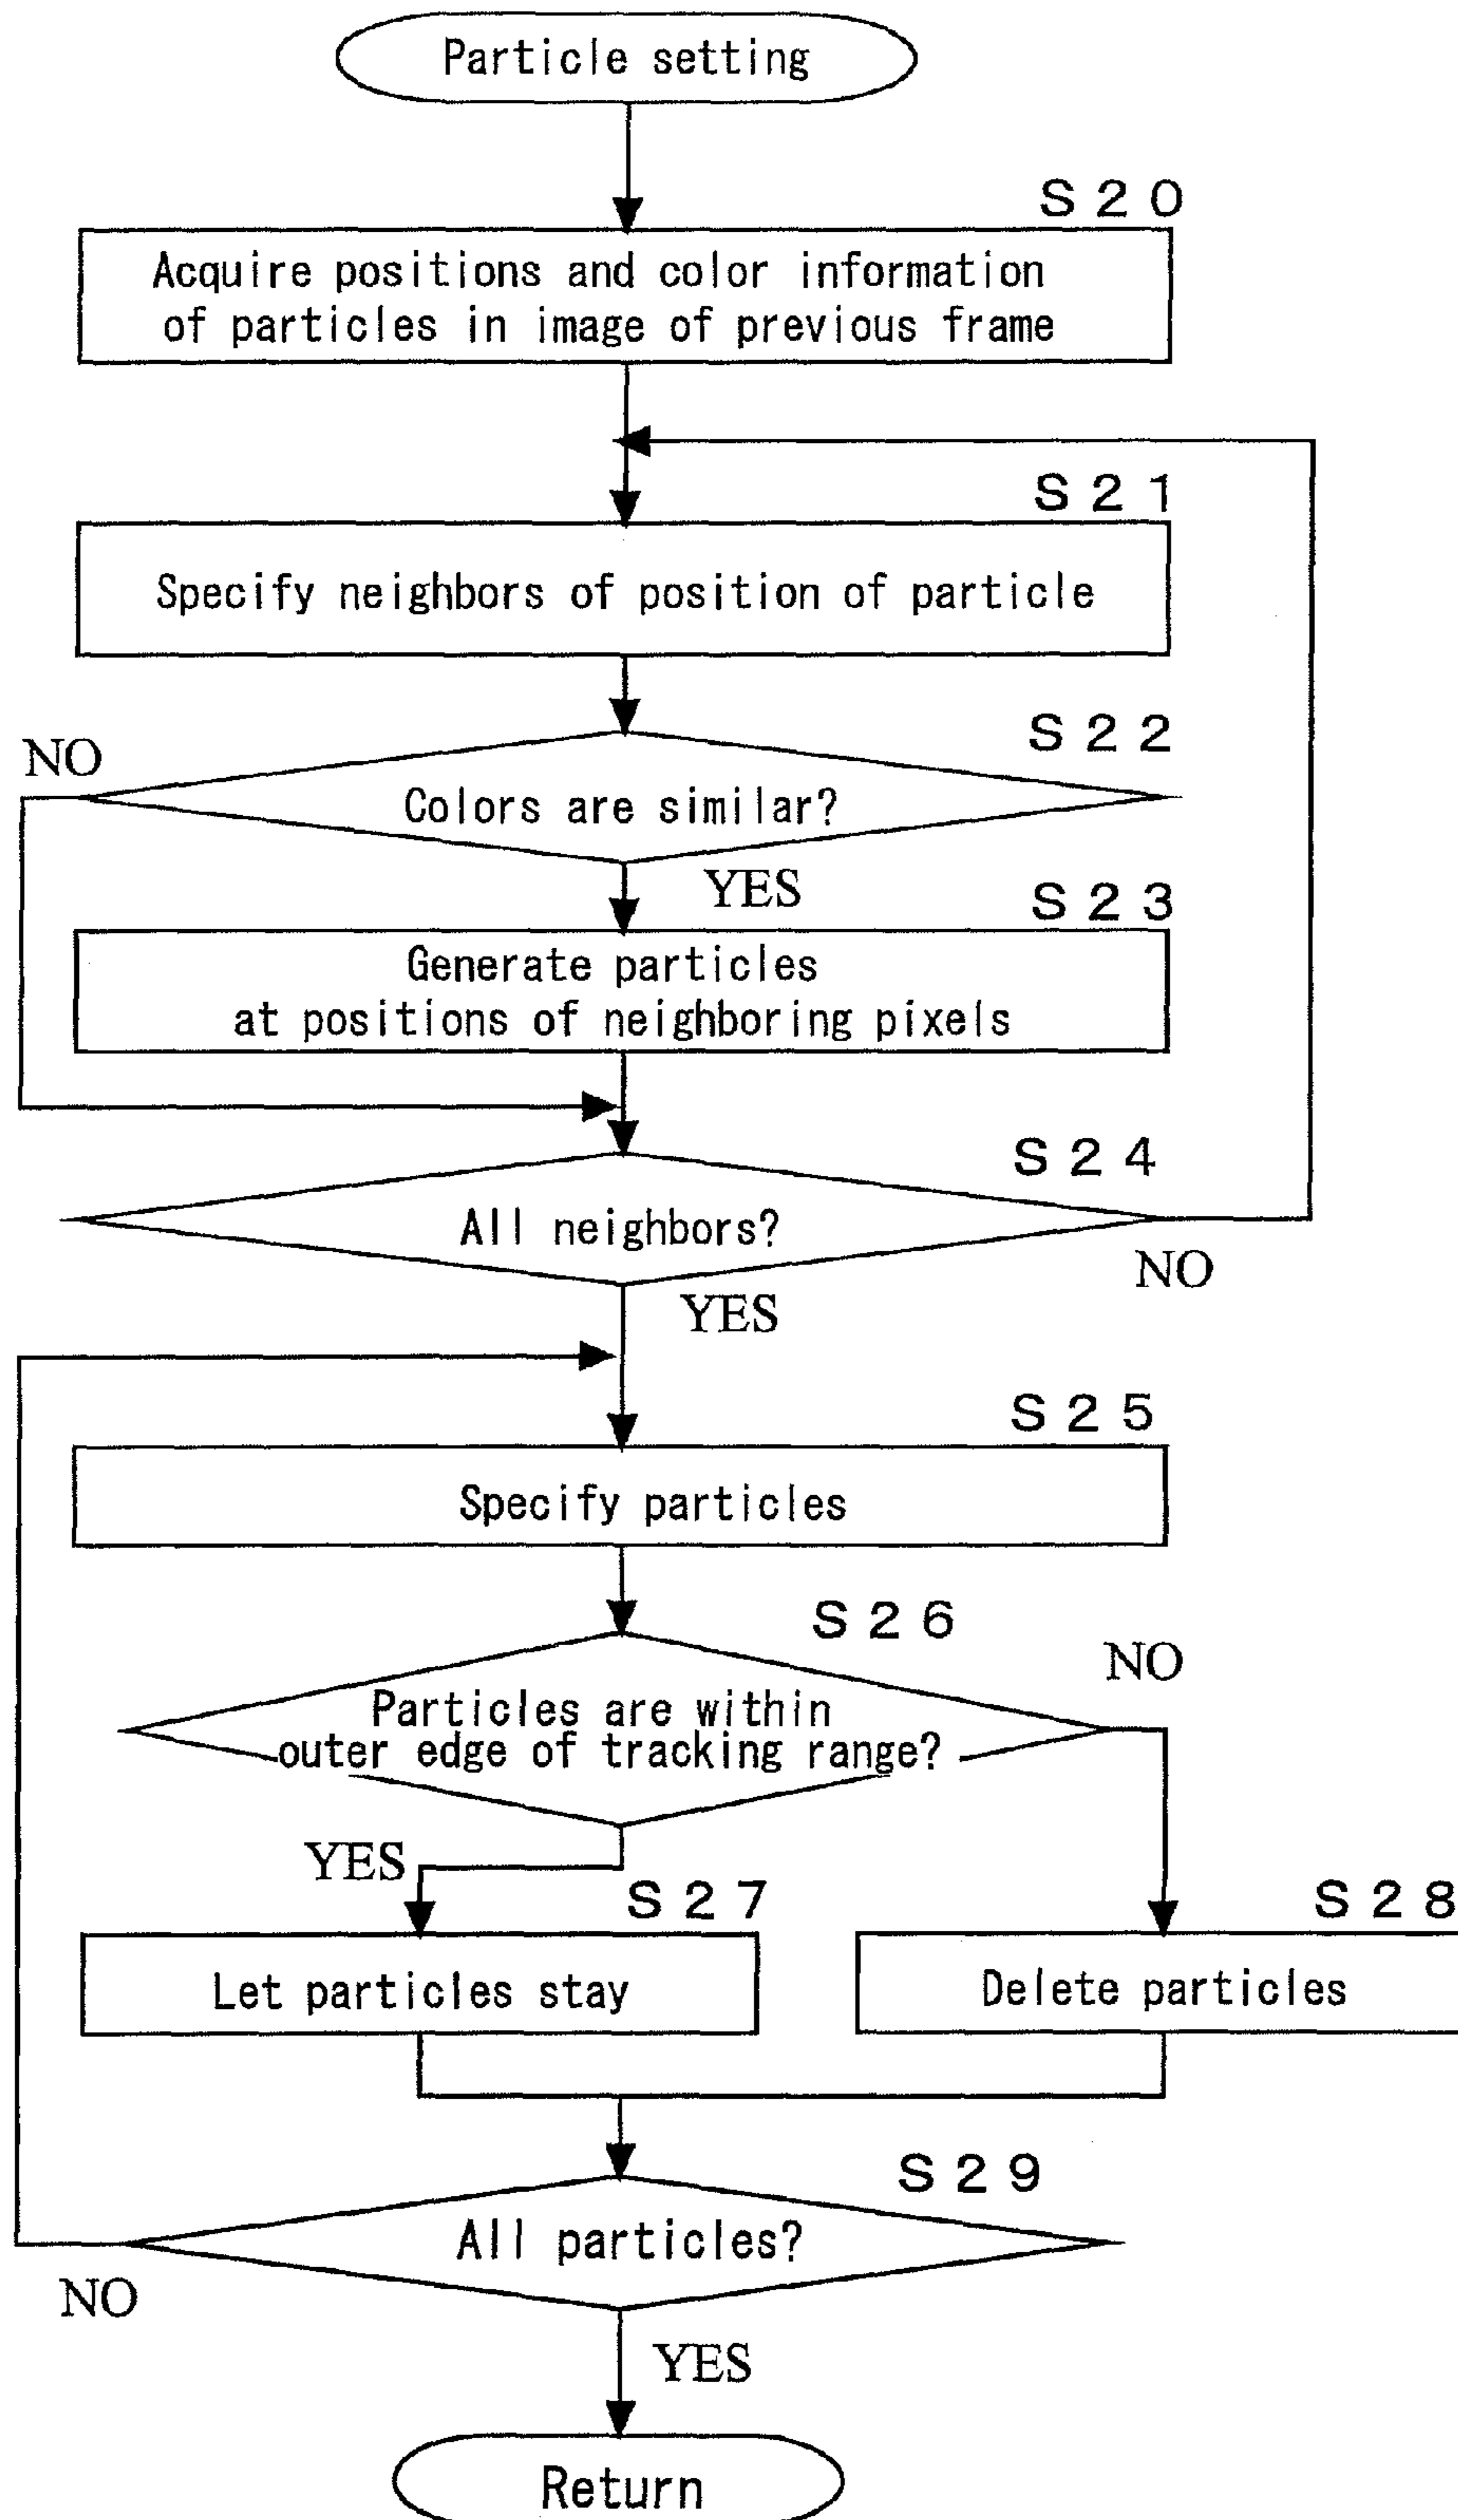 Particle setting
S20
Acquire positions and color information
of particles in image of previous frame
S21
Specify neighbors of position of particle
S22
NO
Colors are similar?
YES
S23
Generate particles
at positions of neighboring pixels
S24
All neighbors?
NO
YES
S25
Specify particles
S26
NO
Particles are within
outer edge of tracking range?
YES
S27
S28
Let particles stay
Delete particles
S29
All particles?
NO
YES
Return